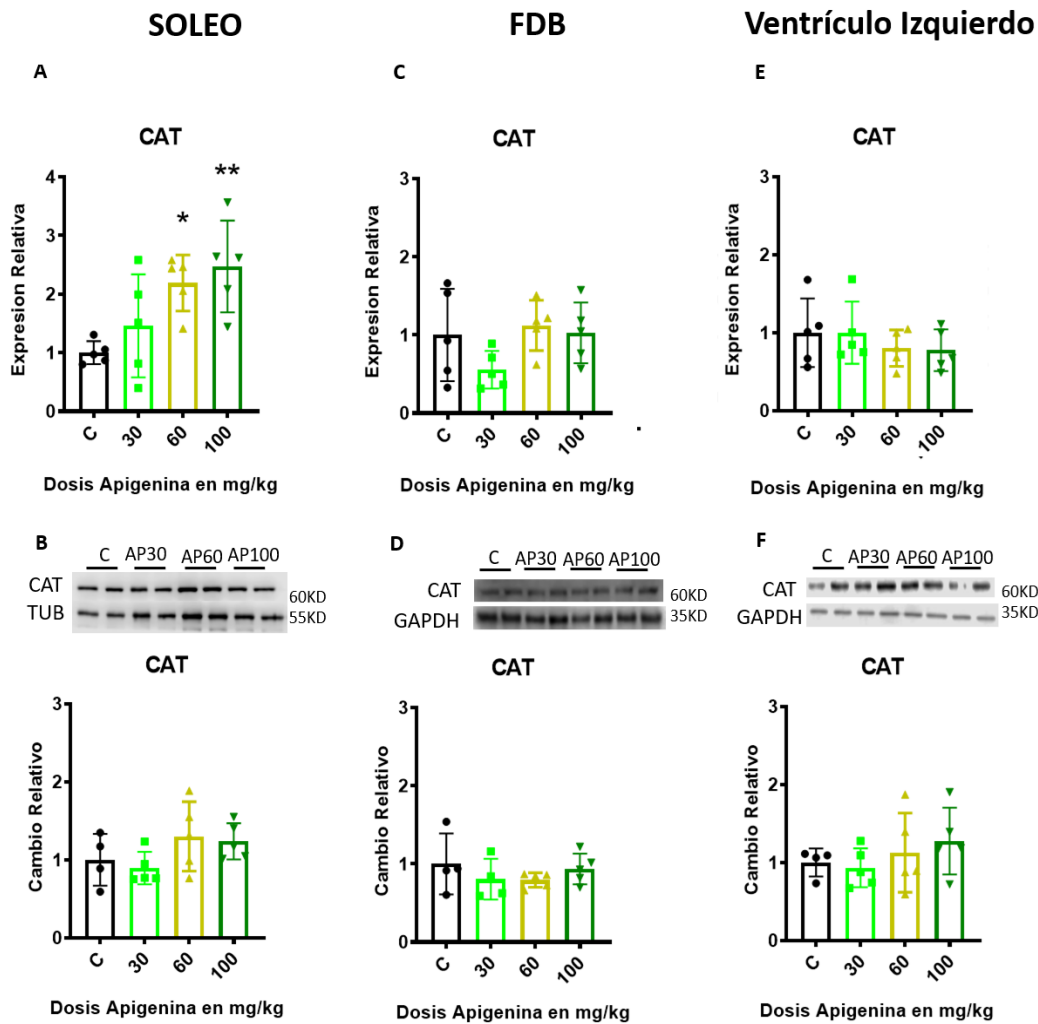 SOLEO
FDB
Ventrículo Izquierdo
A
CAT
Expresion Relativa
4
3
2
1
0
*
**
C
30
60
100
Dosis Apigenina en mg/kg
C
CAT
Expresion Relativa
3
2
1
0
C
30
60
100
Dosis Apigenina en mg/kg
E
CAT
Expresion Relativa
3
2
1
0
C
30
60
100
Dosis Apigenina en mg/kg
B
C AP30 AP60 AP100
CAT 60KD
TUB 55KD
CAT
Cambio Relativo
3
2
1
0
C
30
60
100
Dosis Apigenina en mg/kg
D
C AP30 AP60 AP100
CAT 60KD
GAPDH 35KD
CAT
Cambio Relativo
3
2
1
0
C
30
60
100
Dosis Apigenina en mg/kg
F
C AP30 AP60 AP100
CAT 60KD
GAPDH 35KD
CAT
Cambio Relativo
3
2
1
0
C
30
60
100
Dosis Apigenina en mg/kg